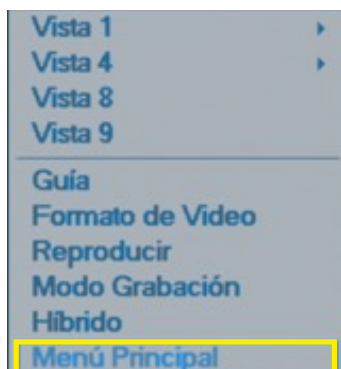 Vista 1
Vista 4
Vista 8
Vista 9
Guía
Formato de Video
Reproducir
Modo Grabación
Híbrido
Menú Principal